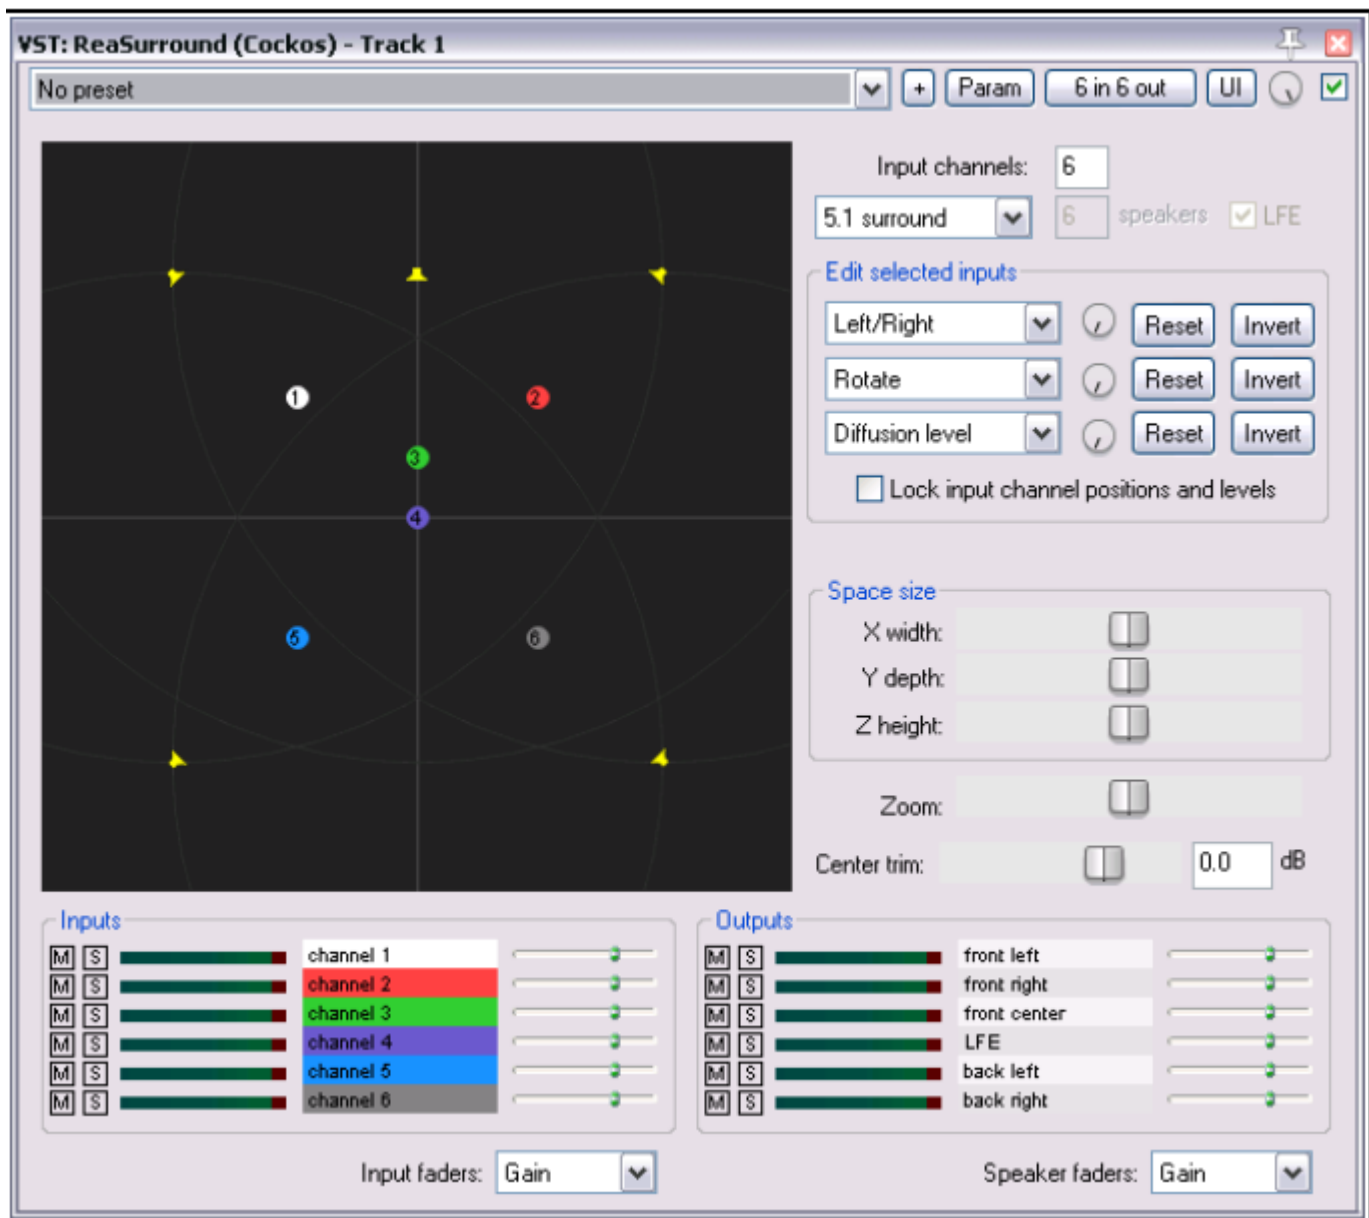 VST: ReaSurround (Cockos) - Track 1
No preset + Param 6 in 6 out UI
Input channels: 6
5.1 surround 6 speakers LFE
Edit selected inputs
Left/Right Reset Invert
Rotate Reset Invert
Diffusion level Reset Invert
Lock input channel positions and levels
1 2
3
4
5 6
Space size
X width:
Y depth:
Z height:
Zoom:
Center trim: 0.0 dB
Inputs
M S channel 1
M S channel 2
M S channel 3
M S channel 4
M S channel 5
M S channel 6
Input faders: Gain
Outputs
M S front left
M S front right
M S front center
M S LFE
M S back left
M S back right
Speaker faders: Gain